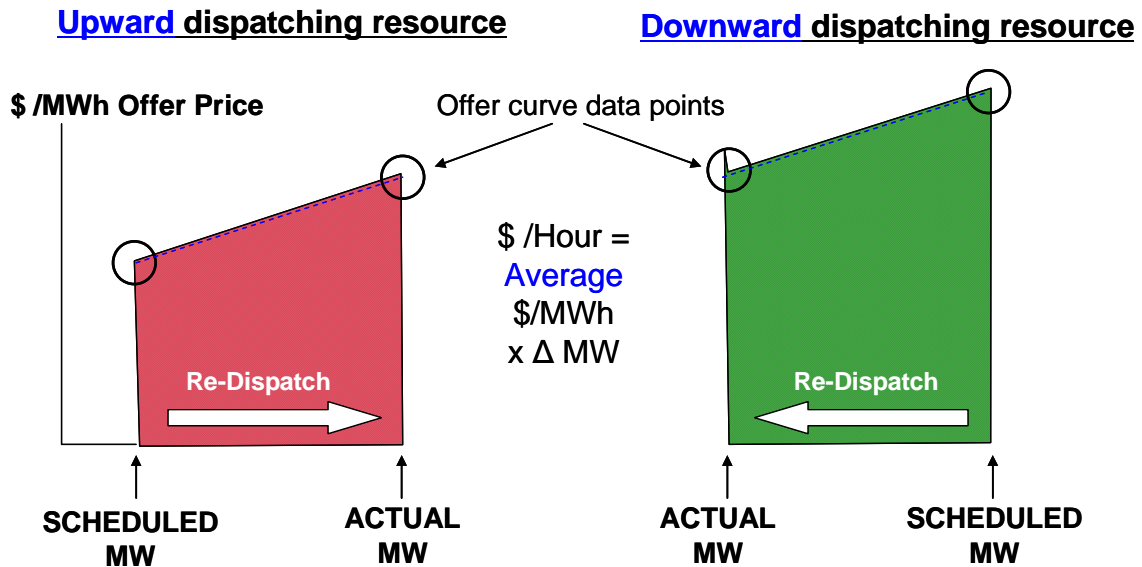 Upward dispatching resource
Downward dispatching resource
$ /MWh Offer Price
Offer curve data points
$ /Hour =
Average
$/MWh
x Δ MW
Re-Dispatch
Re-Dispatch
SCHEDULED
MW
ACTUAL
MW
ACTUAL
MW
SCHEDULED
MW